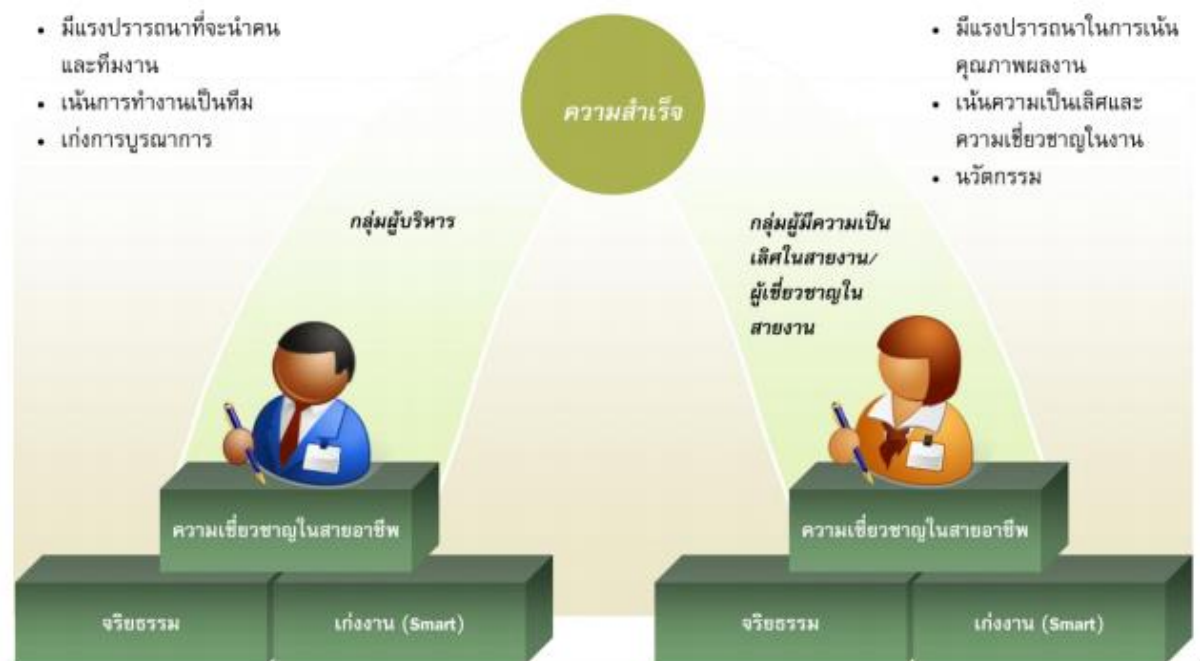 • มีแรงปรารถนาที่จะนำคน
และทีมงาน
• เน้นการทำงานเป็นทีม
• เก่งการบูรณาการ
ความสำเร็จ
• มีแรงปรารถนาในการเน้น
คุณภาพผลงาน
• เน้นความเป็นเลิศและ
ความเชี่ยวชาญในงาน
• นวัตกรรม
กลุ่มผู้บริหาร
กลุ่มผู้มีความเป็น
เลิศในสายงาน/
ผู้เชี่ยวชาญใน
สายงาน
ความเชี่ยวชาญในสายอาชีพ
จริยธรรม
เก่งงาน (Smart)
ความเชี่ยวชาญในสายอาชีพ
จริยธรรม
เก่งงาน (Smart)